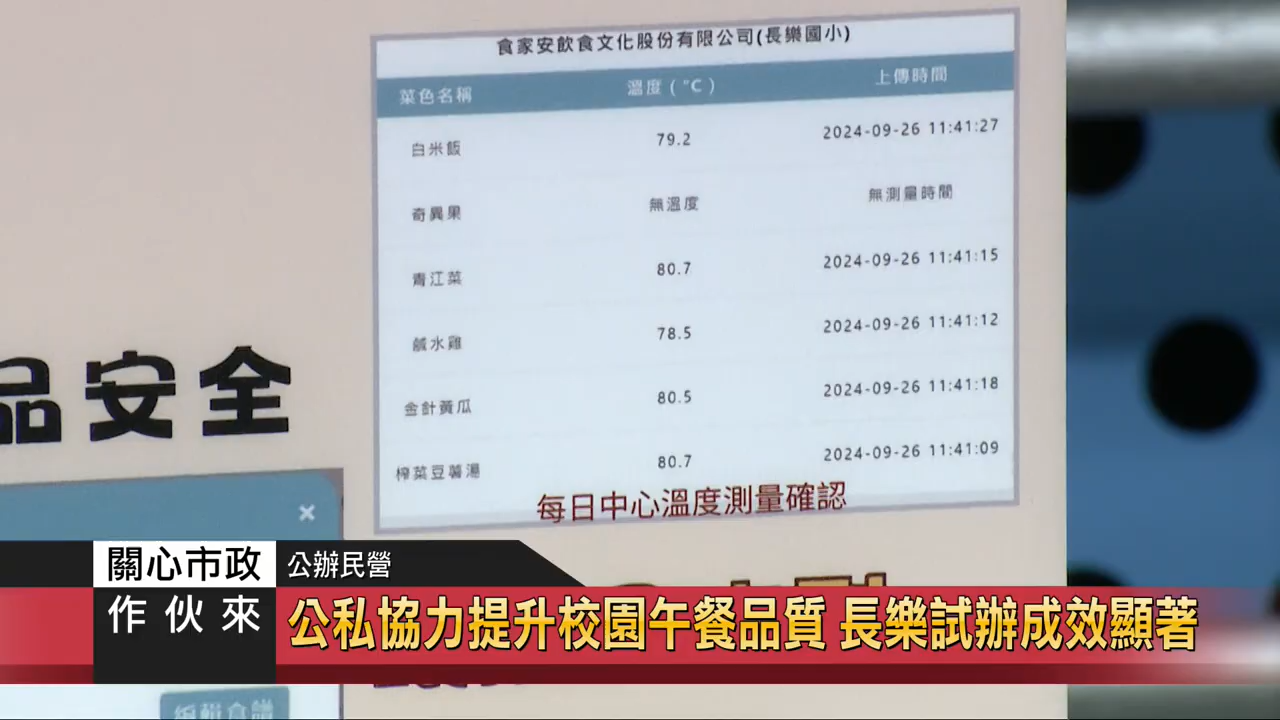 食家安飲食文化股份有限公司(長樂國小)
菜色名稱 溫度(°C) 上傳時間
白米飯 79.2 2024-09-26 11:41:27
奇異果 無溫度 無測量時間
青江菜 80.7 2024-09-26 11:41:15
鹹水雞 78.5 2024-09-26 11:41:12
金針黃瓜 80.5 2024-09-26 11:41:18
榨菜豆薯湯 80.7 2024-09-26 11:41:09
每日中心溫度測量確認
品安全
×
關心市政 公辦民營
作伙來
公私協力提升校園午餐品質 長樂試辦成效顯著
編輯食譜